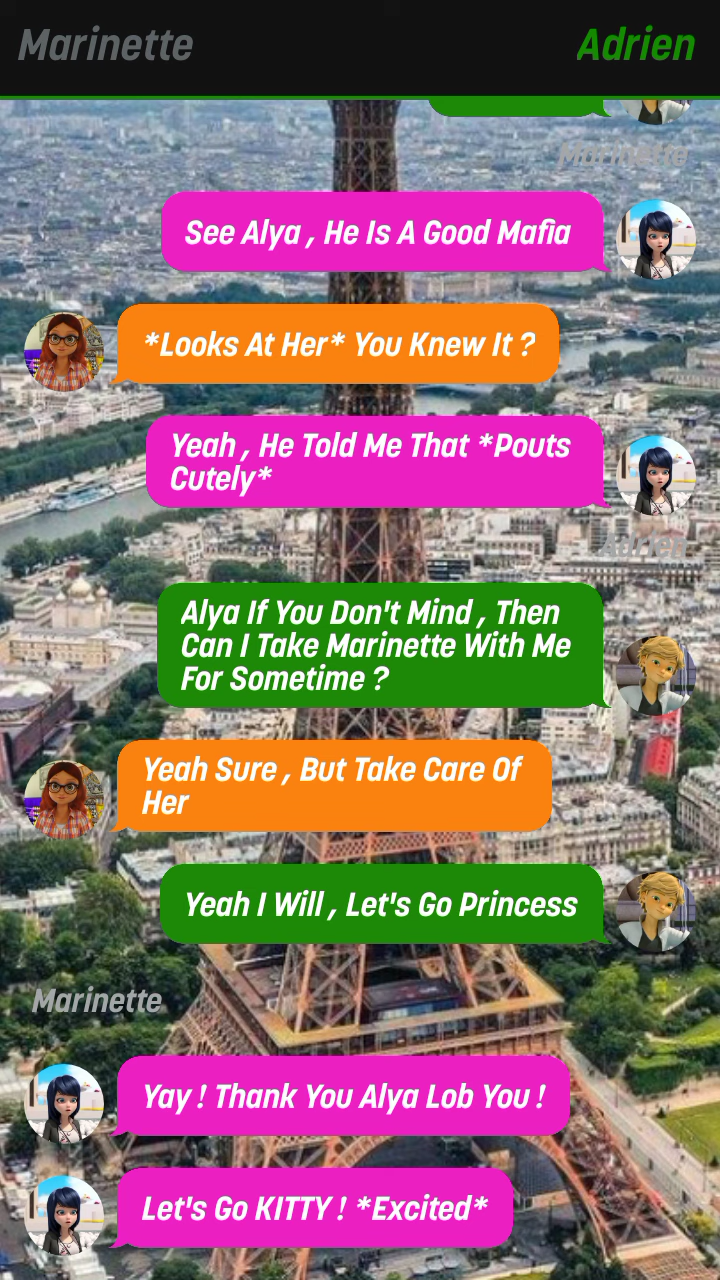 Marinette
Adrien
Marinette
See Alya , He Is A Good Mafia
*Looks At Her* You Knew It ?
Yeah , He Told Me That *Pouts
Cutely*
Adrien
Alya If You Don't Mind , Then
Can I Take Marinette With Me
For Sometime ?
Yeah Sure , But Take Care Of
Her
Yeah I Will , Let's Go Princess
Marinette
Yay ! Thank You Alya Lob You !
Let's Go KITTY ! *Excited*